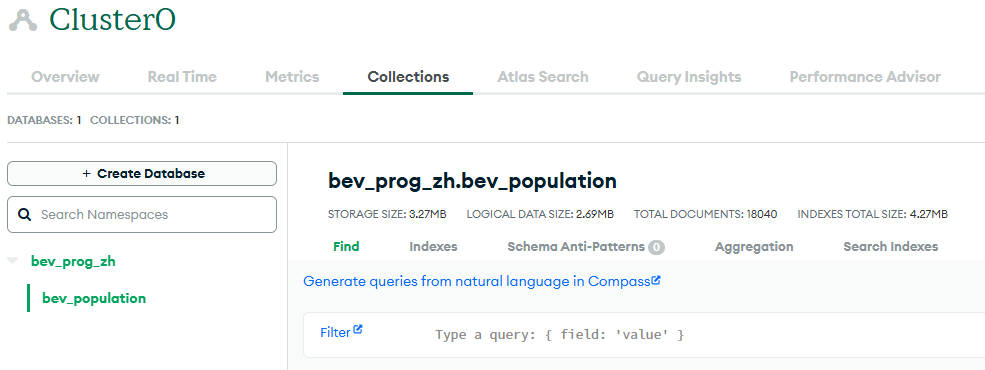 Cluster0
Overview Real Time Metrics Collections Atlas Search Query Insights Performance Advisor
DATABASES: 1 COLLECTIONS: 1
+ Create Database
Search Namespaces
bev_prog_zh
bev_population
bev_prog_zh.bev_population
STORAGE SIZE: 3.27MB LOGICAL DATA SIZE: 2.69MB TOTAL DOCUMENTS: 18040 INDEXES TOTAL SIZE: 4.27MB
Find Indexes Schema Anti-Patterns 0 Aggregation Search Indexes
Generate queries from natural language in Compass
Filter Type a query: { field: 'value' }